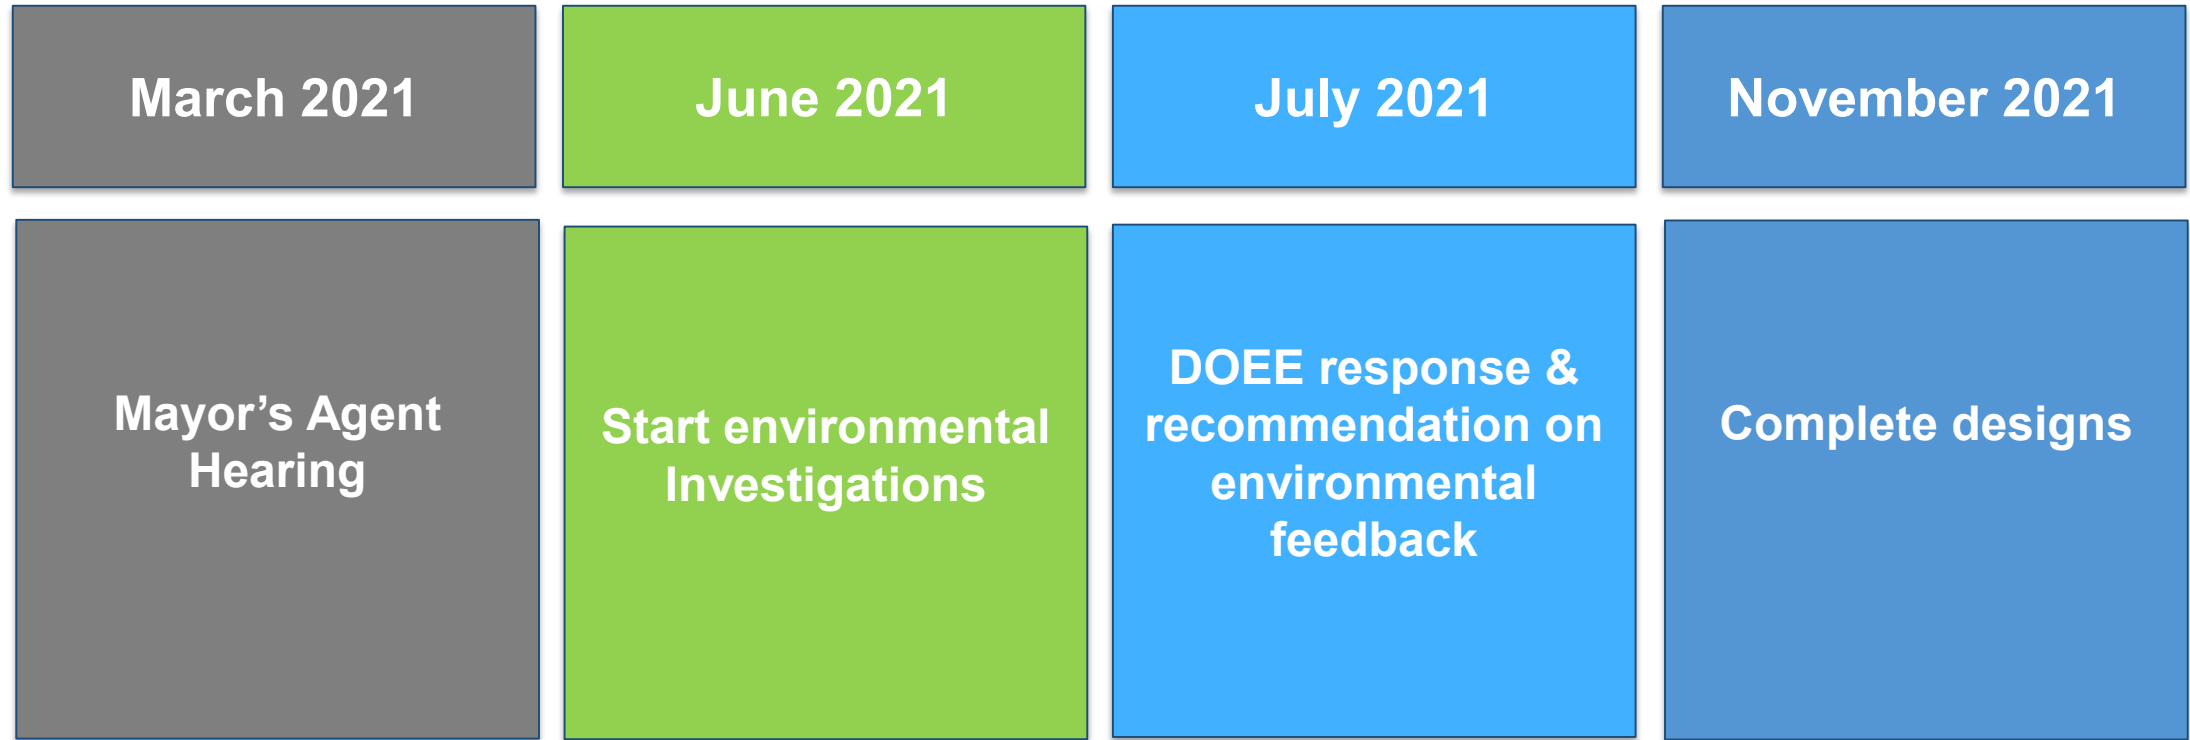 March 2021
June 2021
July 2021
November 2021
Mayor’s Agent
Hearing
Start environmental
Investigations
DOEE response &
recommendation on
environmental
feedback
Complete designs